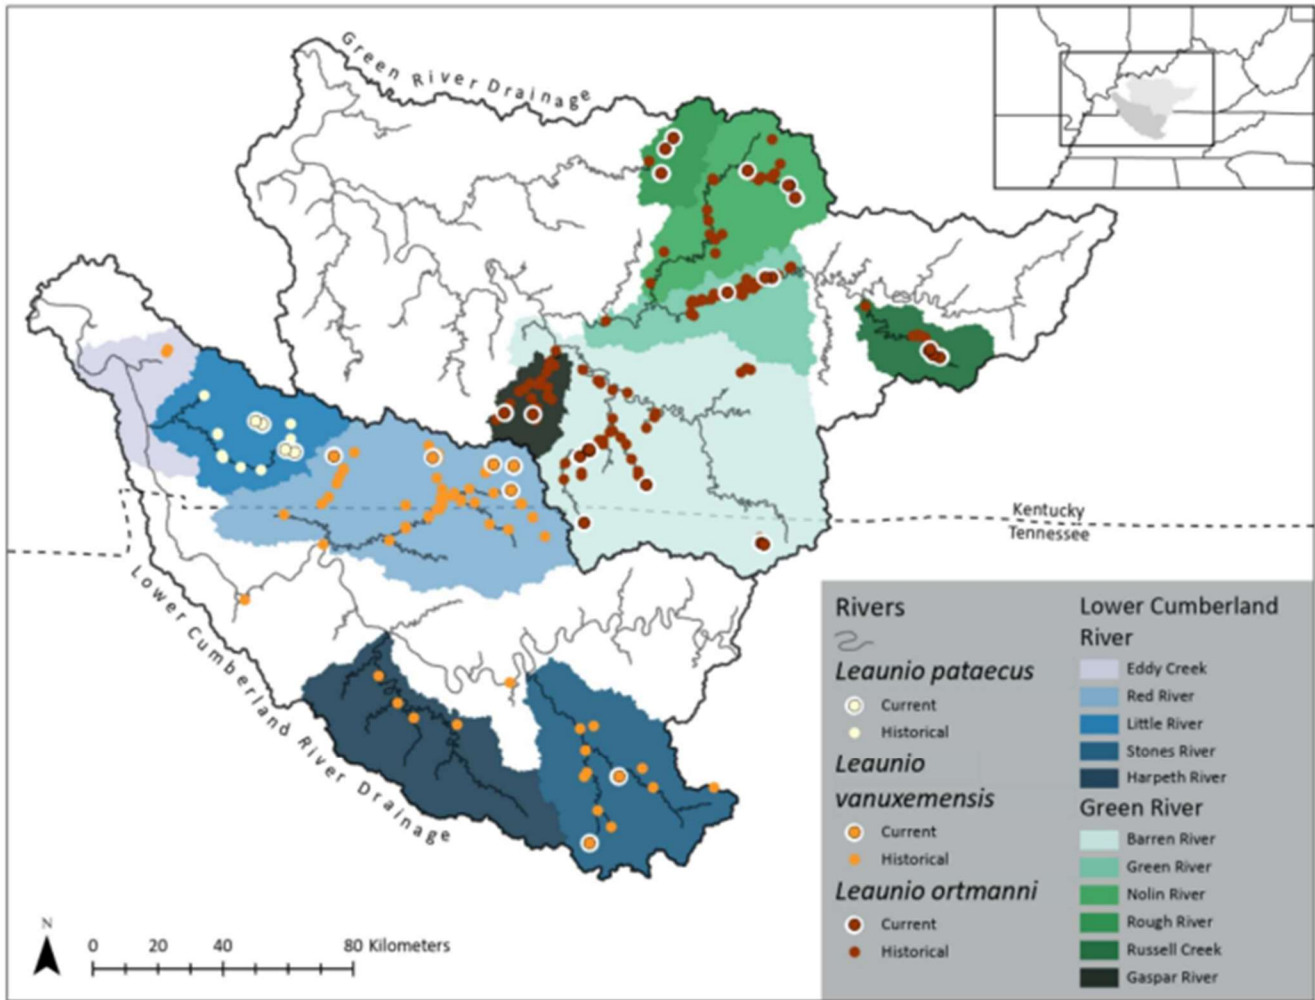 Green River Drainage
Kentucky
Tennessee
Lower Cumberland River Drainage
N
0 20 40 80 Kilometers
Rivers
Leaunio pataecus
Current
Historical
Leaunio
vanuxemensis
Current
Historical
Leaunio ortmanni
Current
Historical
Lower Cumberland
River
Eddy Creek
Red River
Little River
Stones River
Harpeth River
Green River
Barren River
Green River
Nolin River
Rough River
Russell Creek
Gaspar River